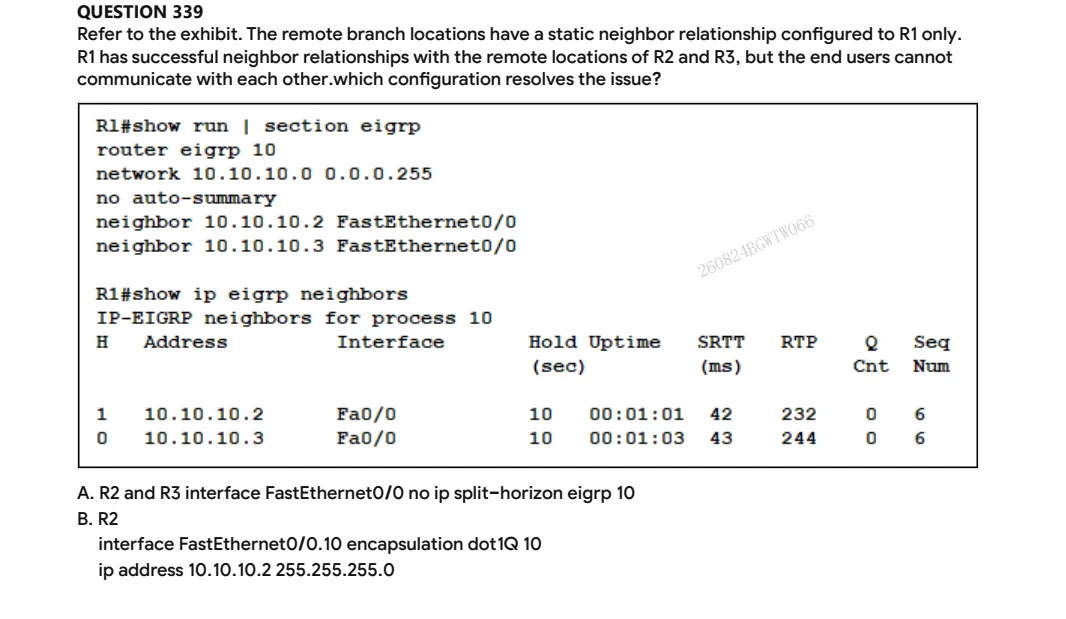 QUESTION 339
Refer to the exhibit. The remote branch locations have a static neighbor relationship configured to R1 only.
R1 has successful neighbor relationships with the remote locations of R2 and R3, but the end users cannot
communicate with each other.which configuration resolves the issue?
R1#show run | section eigrp
router eigrp 10
network 10.10.10.0 0.0.0.255
no auto-summary
neighbor 10.10.10.2 FastEthernet0/0
neighbor 10.10.10.3 FastEthernet0/0
260824BGWTW066
R1#show ip eigrp neighbors
IP-EIGRP neighbors for process 10
H Address Interface Hold Uptime SRTT RTP Q Seq
(sec) (ms) Cnt Num
1 10.10.10.2 Fa0/0 10 00:01:01 42 232 0 6
0 10.10.10.3 Fa0/0 10 00:01:03 43 244 0 6
A. R2 and R3 interface FastEthernet0/0 no ip split-horizon eigrp 10
B. R2
interface FastEthernet0/0.10 encapsulation dot1Q 10
ip address 10.10.10.2 255.255.255.0